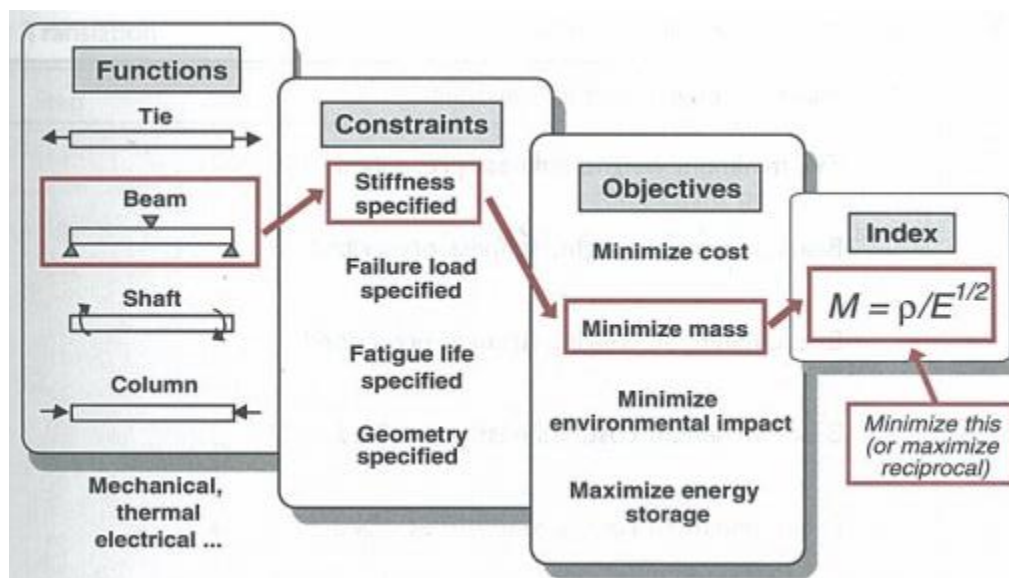 Functions
Tie
Beam
Shaft
Column
Mechanical,
thermal
electrical ...
Constraints
Stiffness
specified
Failure load
specified
Fatigue life
specified
Geometry
specified
Objectives
Minimize cost
Minimize mass
Minimize
environmental impact
Maximize energy
storage
Index
M = ρ/E^1/2
Minimize this
(or maximize
reciprocal)